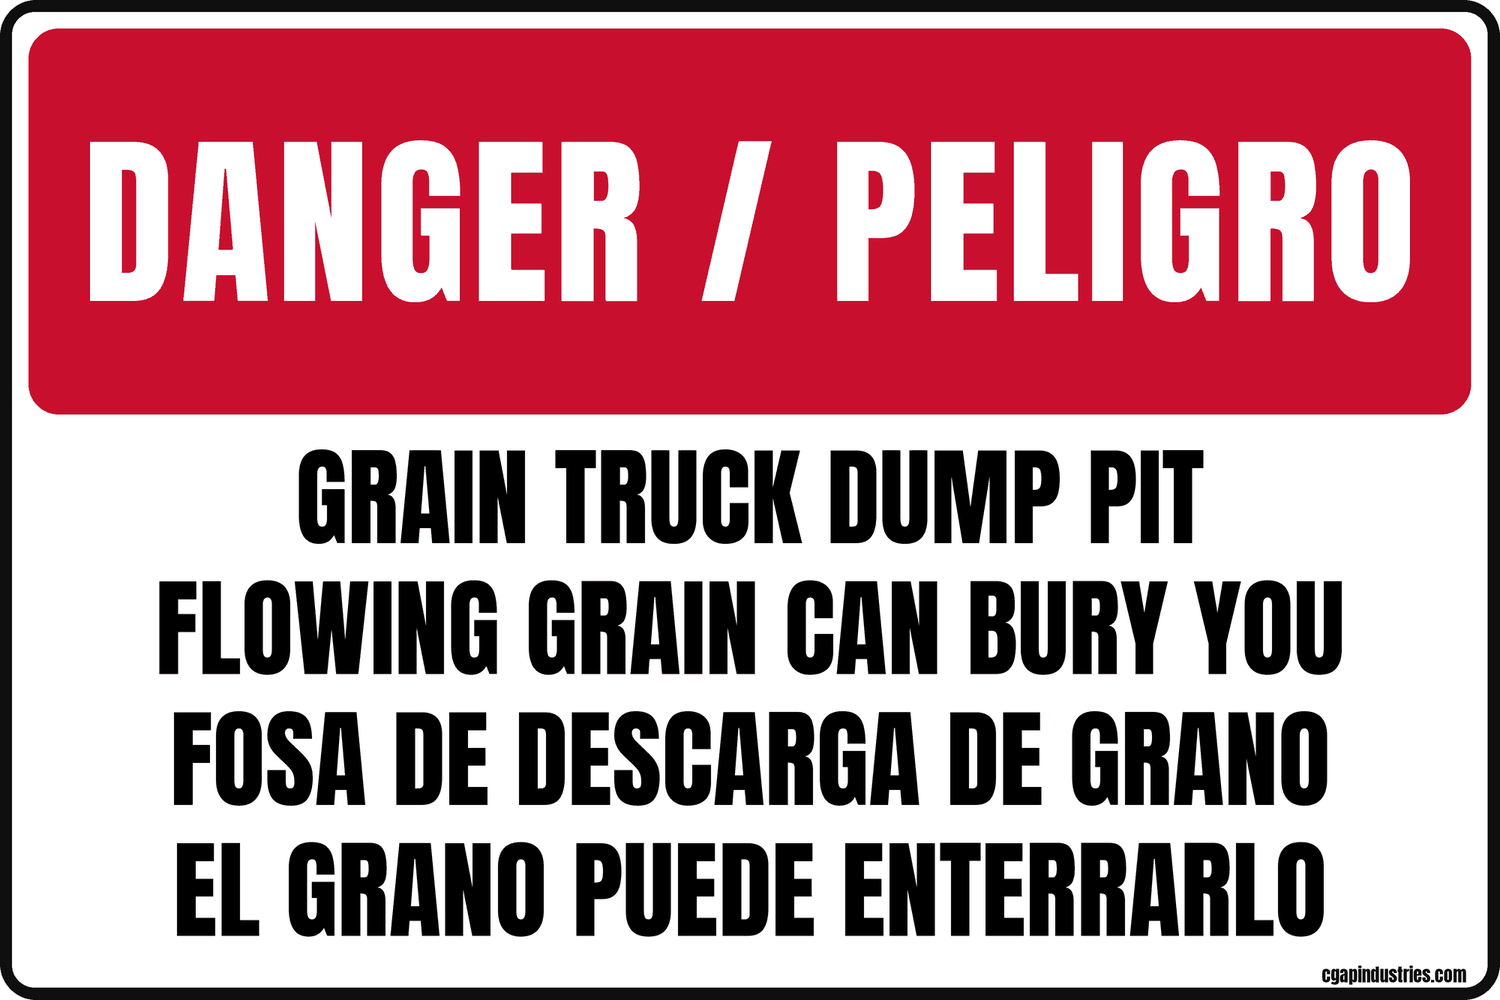 DANGER / PELIGRO
GRAIN TRUCK DUMP PIT
FLOWING GRAIN CAN BURY YOU
FOSA DE DESCARGA DE GRANO
EL GRANO PUEDE ENTERRARLO
cgapindustries.com